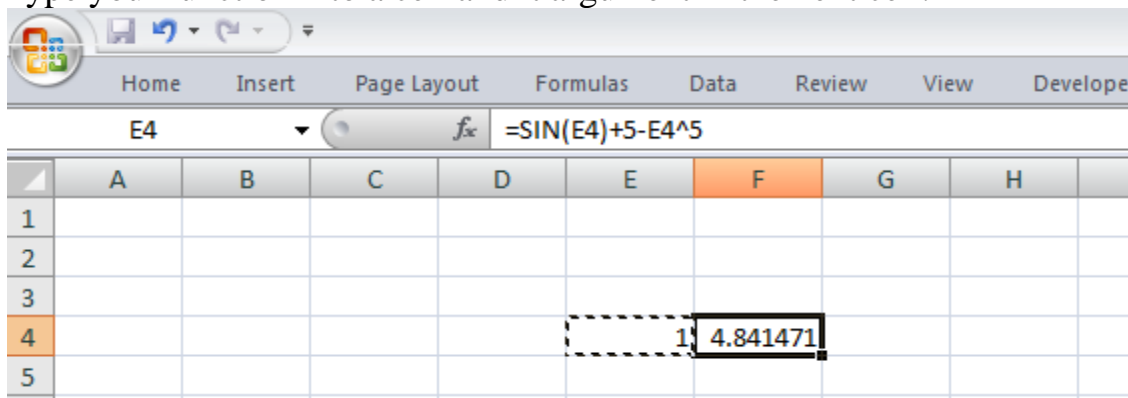 Home Insert Page Layout Formulas Data Review View Develope
E4 fx =SIN(E4)+5-E4^5
A B C D E F G H
1
2
3
4 1 4.841471
5